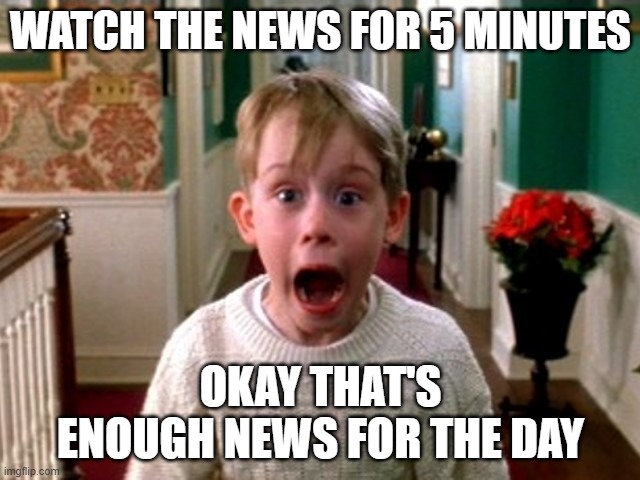 WATCH THE NEWS FOR 5 MINUTES
OKAY THAT'S
ENOUGH NEWS FOR THE DAY
imgflip.com